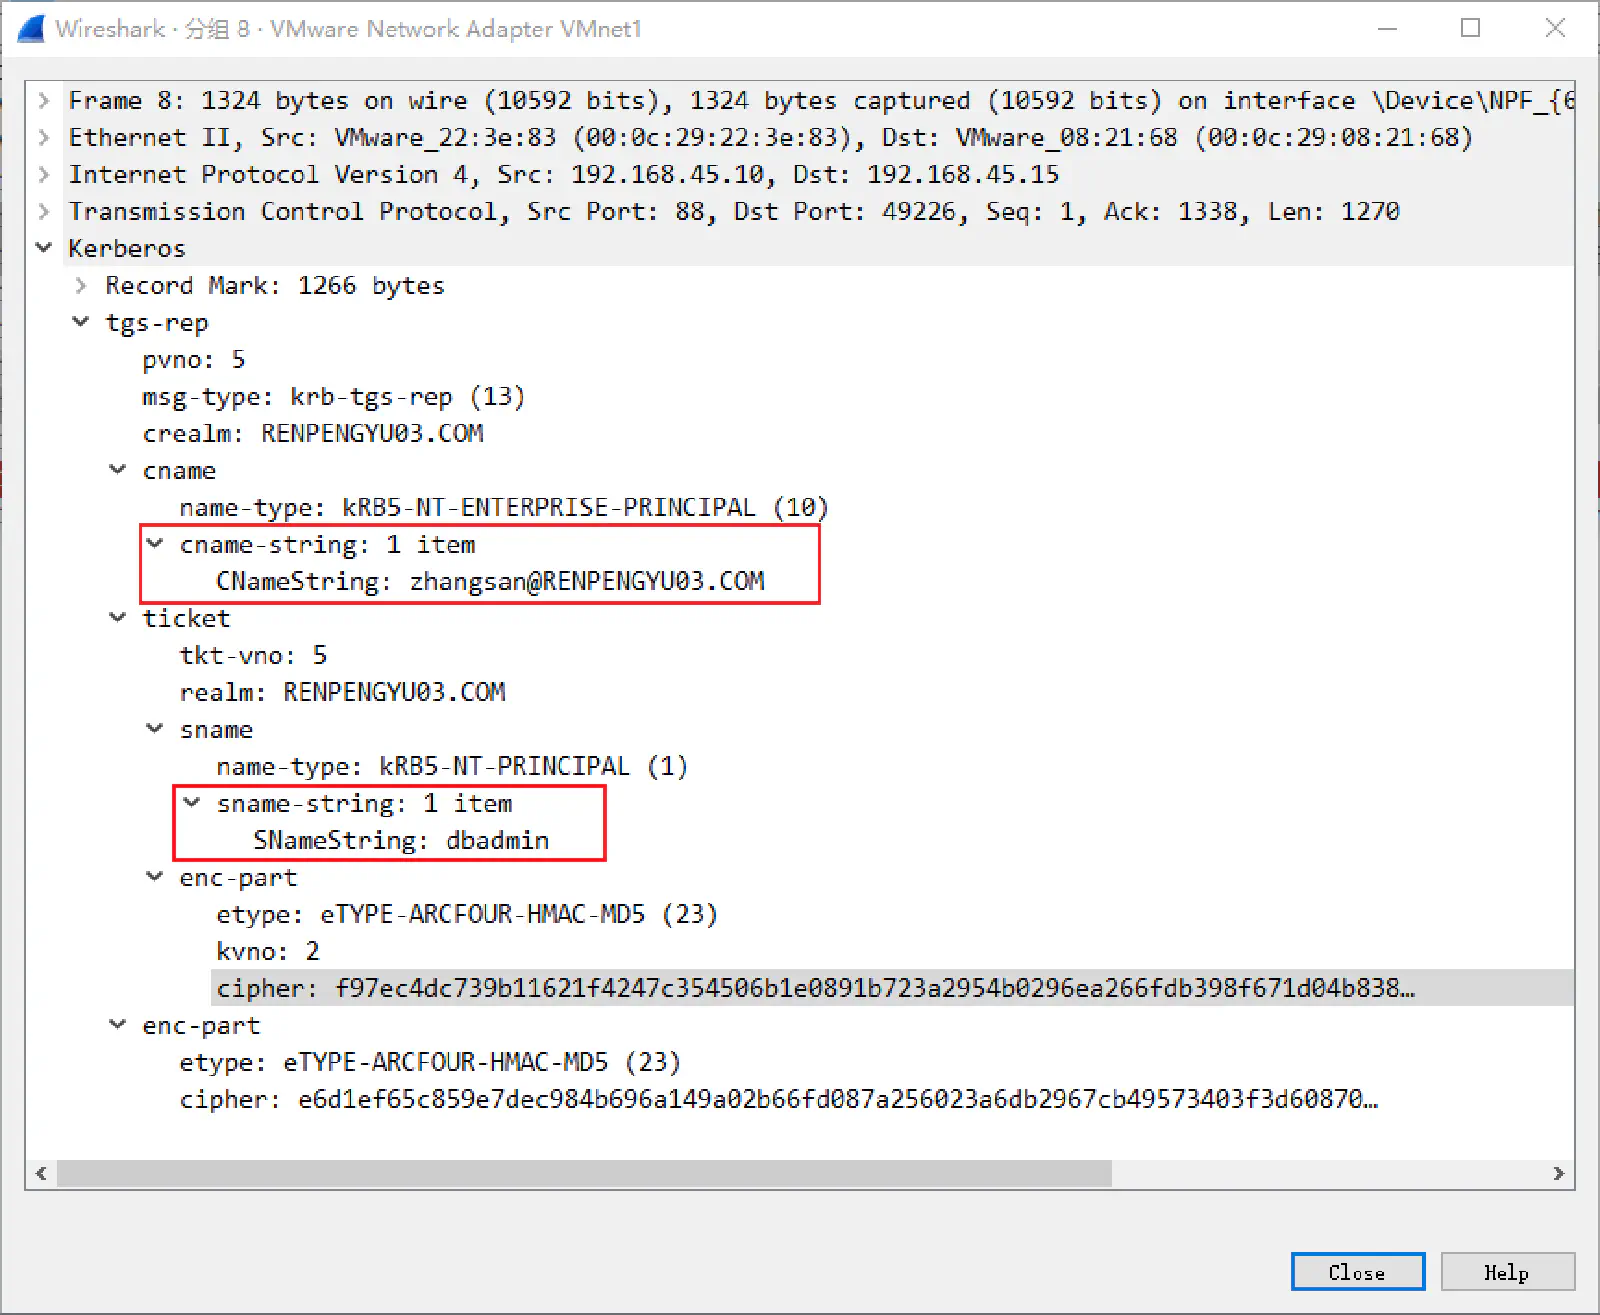 Wireshark · 分组 8 · VMware Network Adapter VMnet1
Frame 8: 1324 bytes on wire (10592 bits), 1324 bytes captured (10592 bits) on interface \Device\NPF_{6
Ethernet II, Src: VMware_22:3e:83 (00:0c:29:22:3e:83), Dst: VMware_08:21:68 (00:0c:29:08:21:68)
Internet Protocol Version 4, Src: 192.168.45.10, Dst: 192.168.45.15
Transmission Control Protocol, Src Port: 88, Dst Port: 49226, Seq: 1, Ack: 1338, Len: 1270
Kerberos
Record Mark: 1266 bytes
tgs-rep
pvno: 5
msg-type: krb-tgs-rep (13)
crealm: RENPENGYU03.COM
cname
name-type: kRB5-NT-ENTERPRISE-PRINCIPAL (10)
cname-string: 1 item
CNameString: zhangsan@RENPENGYU03.COM
ticket
tkt-vno: 5
realm: RENPENGYU03.COM
sname
name-type: kRB5-NT-PRINCIPAL (1)
sname-string: 1 item
SNameString: dbadmin
enc-part
etype: eTYPE-ARCFOUR-HMAC-MD5 (23)
kvno: 2
cipher: f97ec4dc739b11621f4247c354506b1e0891b723a2954b0296ea266fdb398f671d04b838…
enc-part
etype: eTYPE-ARCFOUR-HMAC-MD5 (23)
cipher: e6d1ef65c859e7dec984b696a149a02b66fd087a256023a6db2967cb49573403f3d60870…
Close
Help